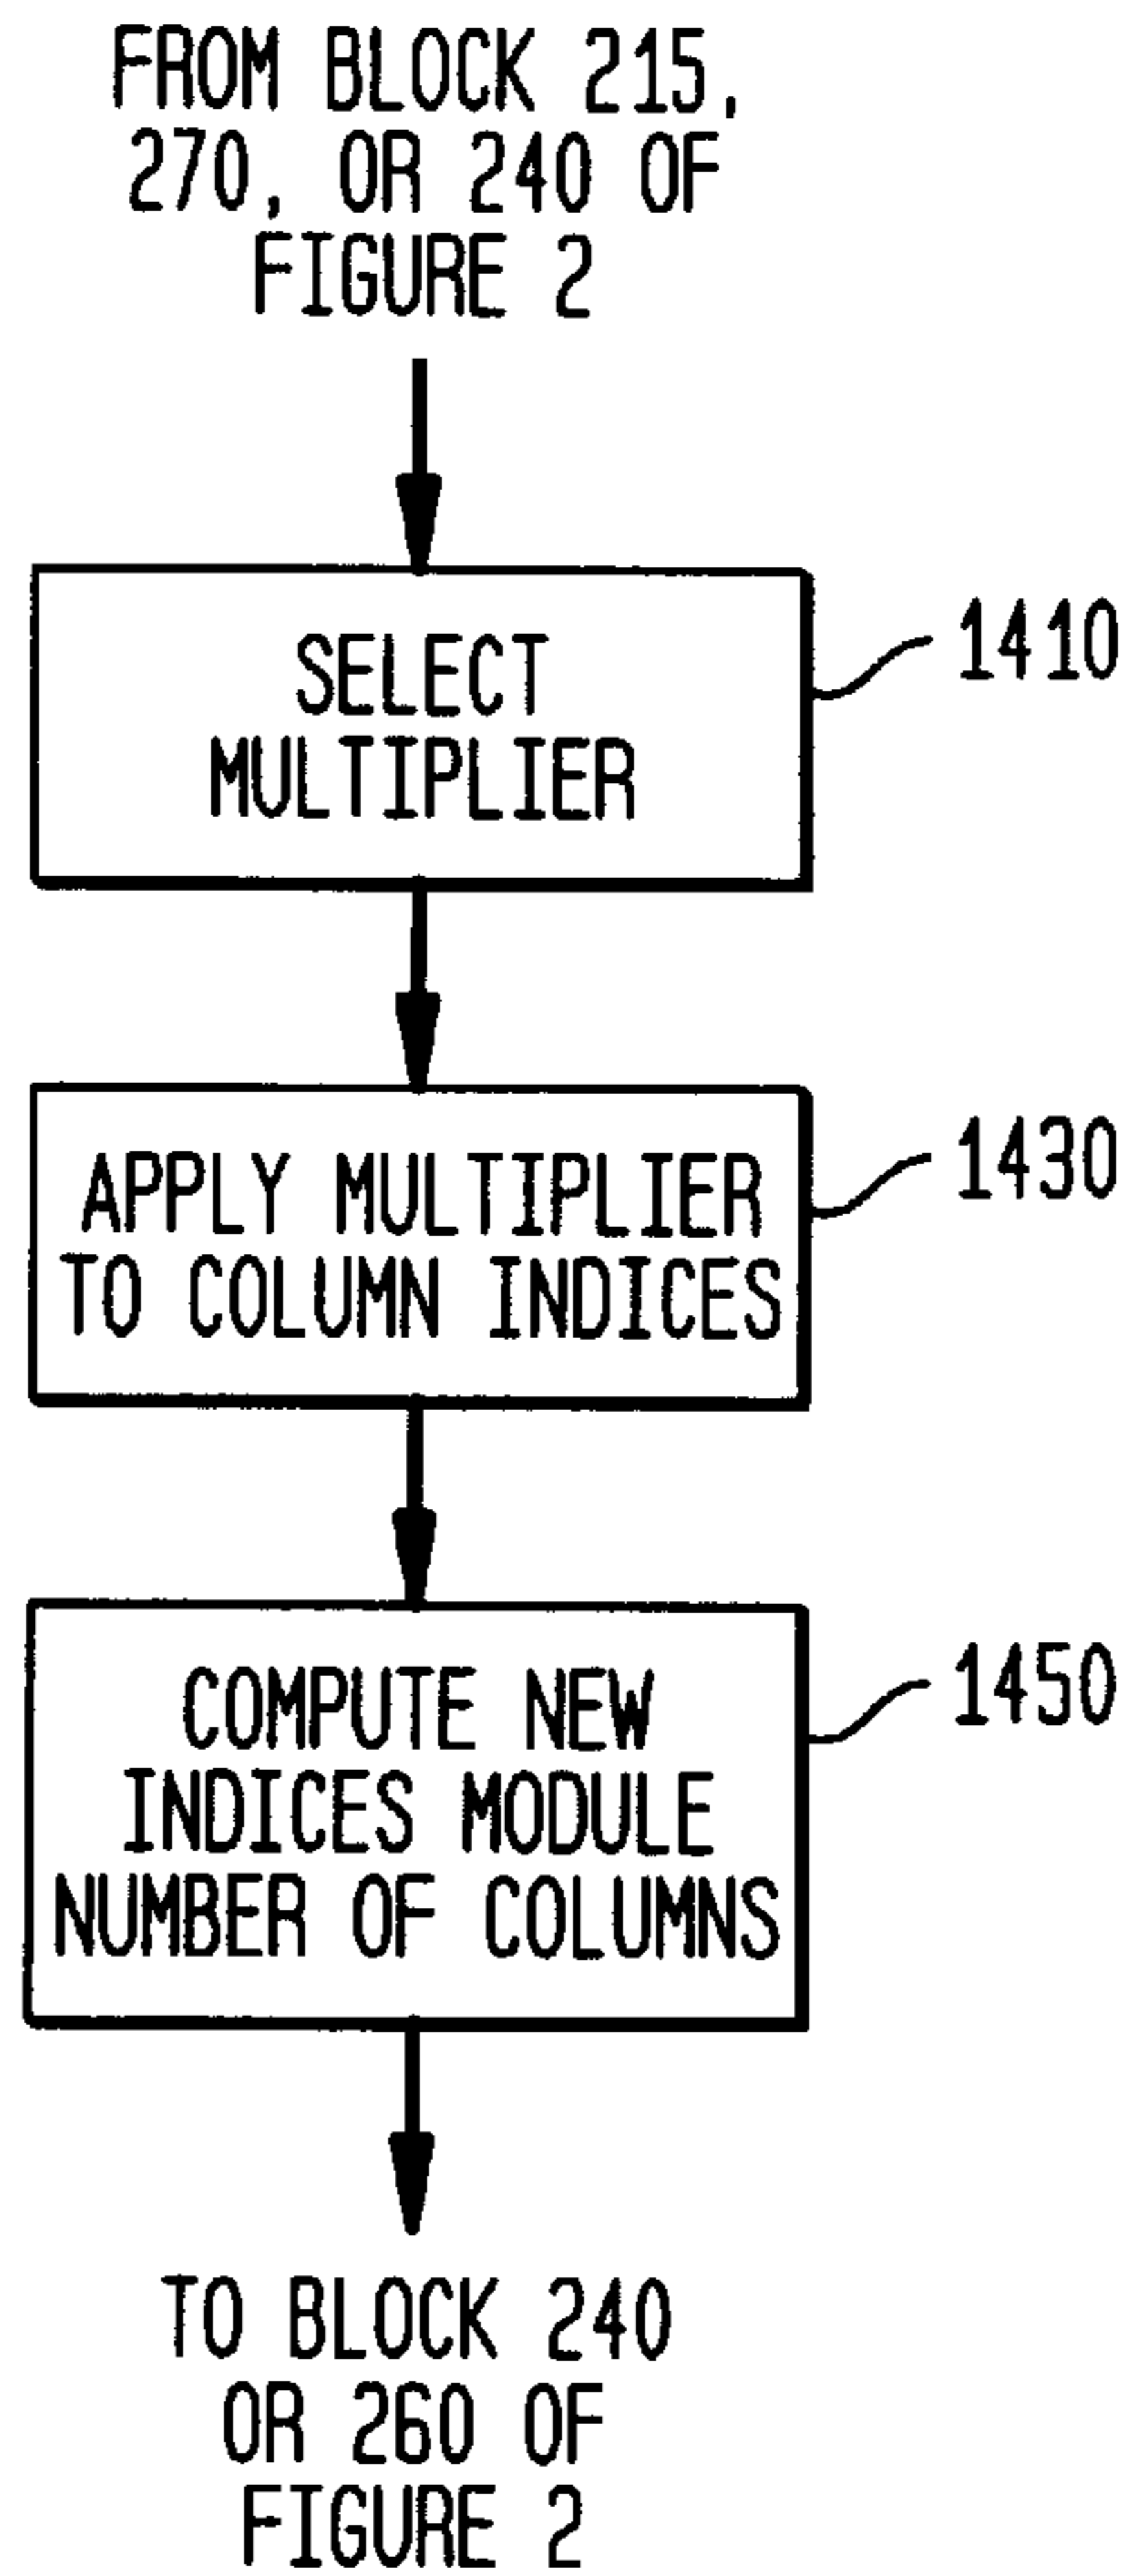 FROM BLOCK 215,
270, OR 240 OF
FIGURE 2
SELECT
MULTIPLIER
1410
APPLY MULTIPLIER
TO COLUMN INDICES
1430
COMPUTE NEW
INDICES MODULE
NUMBER OF COLUMNS
1450
TO BLOCK 240
OR 260 OF
FIGURE 2